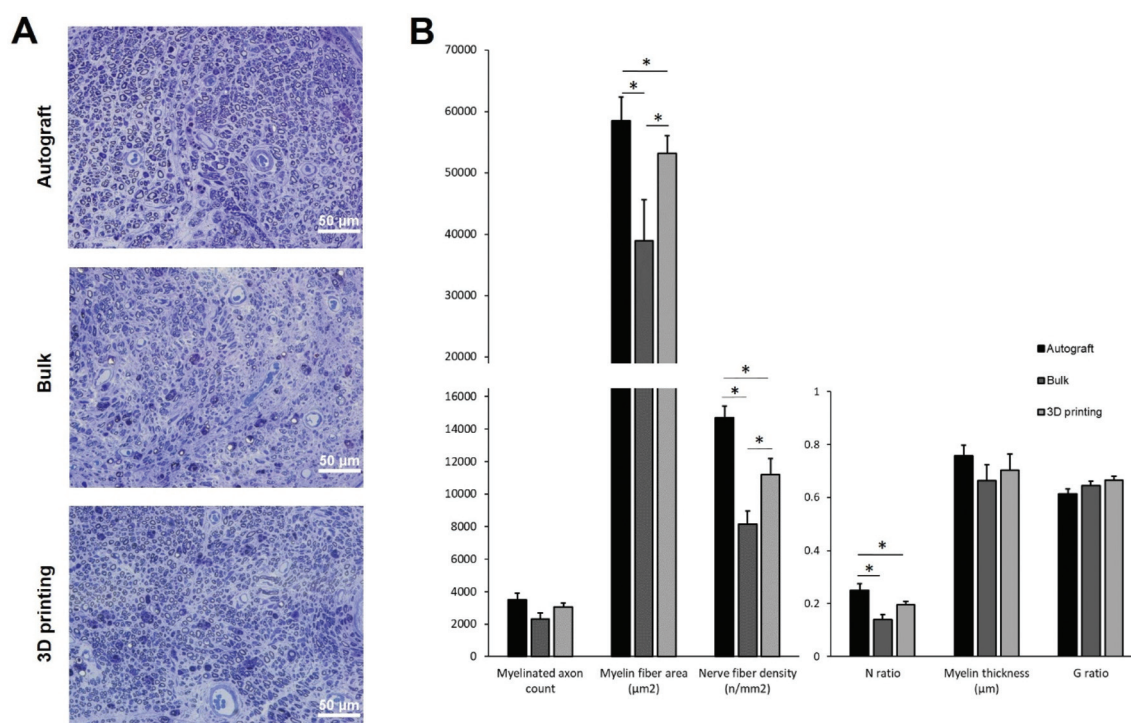 A
Autograft
50 µm
Bulk
50 µm
3D printing
50 µm
B
70000
60000
50000
40000
30000
20000
16000
14000
12000
10000
8000
6000
4000
2000
0
* * *
* * *
Myelinated axon
count
Myelin fiber area
(µm2)
Nerve fiber density
(n/mm2)
1
0.8
0.6
0.4
0.2
0
* *
N ratio
Myelin thickness
(µm)
G ratio
Autograft
Bulk
3D printing